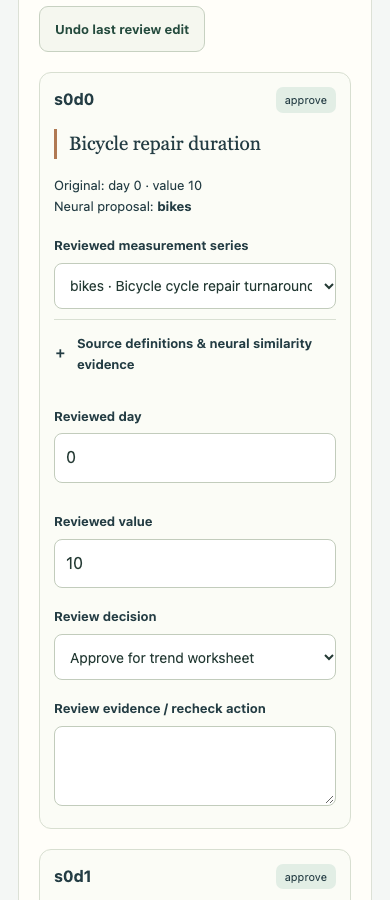 Undo last review edit
s0d0
approve
Bicycle repair duration
Original: day 0 · value 10
Neural proposal: bikes
Reviewed measurement series
bikes · Bicycle cycle repair turnaround
+ Source definitions & neural similarity
evidence
Reviewed day
0
Reviewed value
10
Review decision
Approve for trend worksheet
Review evidence / recheck action
s0d1
approve